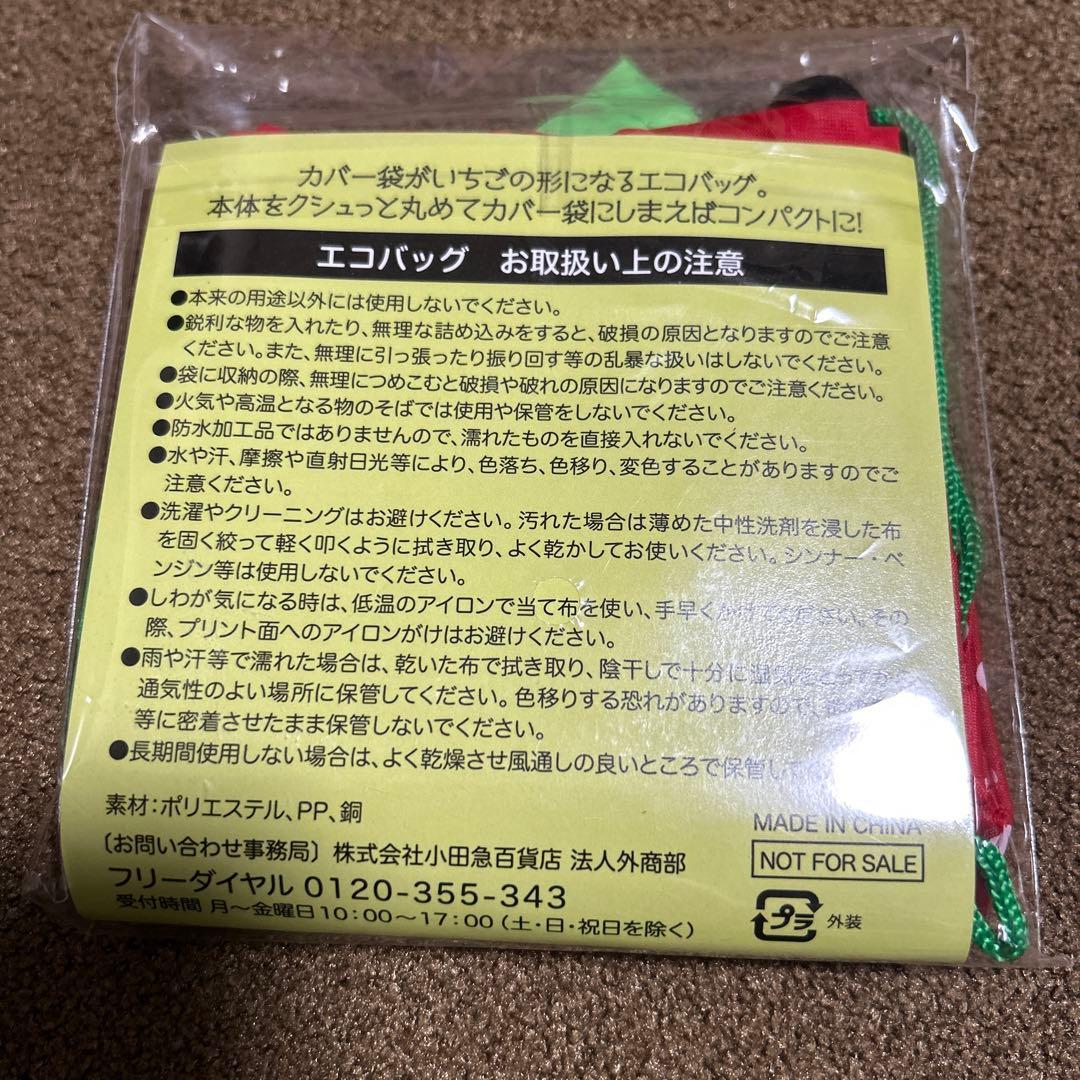 カバー袋がいちごの形になるエコバッグ。
本体をクシュっと丸めてカバー袋にしまえばコンパクトに!
エコバッグ お取扱い上の注意
●本来の用途以外には使用しないでください。
●鋭利な物を入れたり、無理な詰め込みをすると、破損の原因となりますのでご注意
ください。また、無理に引っ張ったり振り回す等の乱暴な扱いはしないでください。
●袋に収納の際、無理につめこむと破損や破れの原因になりますのでご注意ください。
●火気や高温となる物のそばでは使用や保管をしないでください。
●防水加工品ではありませんので、濡れたものを直接入れないでください。
●水や汗、摩擦や直射日光等により、色落ち、色移り、変色することがありますのでご
注意ください。
●洗濯やクリーニングはお避けください。汚れた場合は薄めた中性洗剤を浸した布
を固く絞って軽く叩くように拭き取り、よく乾かしてお使いください。シンナー・ベ
ンジン等は使用しないでください。
●しわが気になる時は、低温のアイロンで当て布を使い、手早くかけてください。その
際、プリント面へのアイロンがけはお避けください。
●雨や汗等で濡れた場合は、乾いた布で拭き取り、陰干しで十分に湿気を
通気性のよい場所に保管してください。色移りする恐れがありますので、
等に密着させたまま保管しないでください。
●長期間使用しない場合は、よく乾燥させ風通しの良いところで保管し
素材:ポリエステル、PP、銅
MADE IN CHINA
〔お問い合わせ事務局〕 株式会社小田急百貨店 法人外商部
NOT FOR SALE
フリーダイヤル 0120-355-343
受付時間 月～金曜日10:00～17:00(土・日・祝日を除く)
プラ 外装